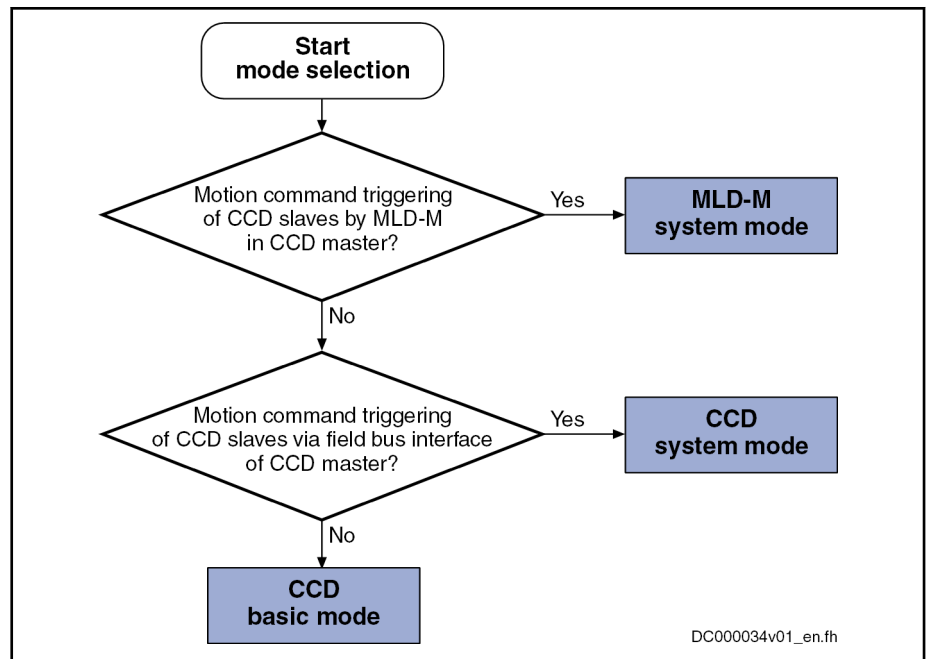 Start
mode selection
Motion command triggering
of CCD slaves by MLD-M
in CCD master?
Yes
MLD-M
system mode
No
Motion command triggering
of CCD slaves via field bus interface
of CCD master?
Yes
CCD
system mode
No
CCD
basic mode
DC000034v01_en.fh